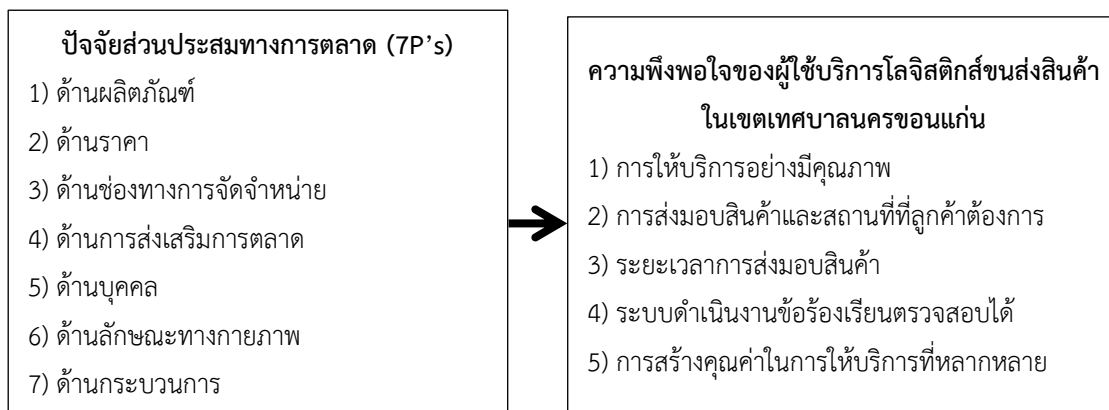 ปัจจัยส่วนประสมทางการตลาด (7P’s)
1) ด้านผลิตภัณฑ์
2) ด้านราคา
3) ด้านช่องทางการจัดจำหน่าย
4) ด้านการส่งเสริมการตลาด
5) ด้านบุคคล
6) ด้านลักษณะทางกายภาพ
7) ด้านกระบวนการ
ความพึงพอใจของผู้ใช้บริการโลจิสติกส์ขนส่งสินค้า
ในเขตเทศบาลนครขอนแก่น
1) การให้บริการอย่างมีคุณภาพ
2) การส่งมอบสินค้าและสถานที่ที่ลูกค้าต้องการ
3) ระยะเวลาการส่งมอบสินค้า
4) ระบบดำเนินงานข้อร้องเรียนตรวจสอบได้
5) การสร้างคุณค่าในการให้บริการที่หลากหลาย